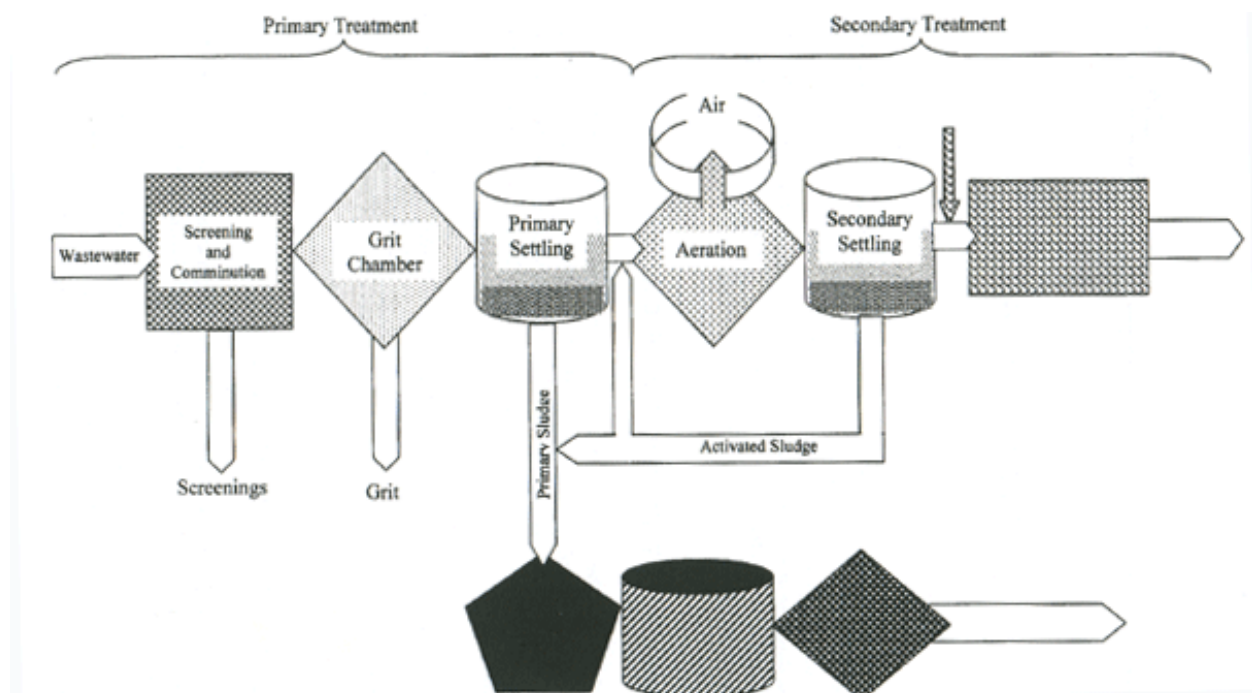 Primary Treatment
Secondary Treatment
Air
Wastewater
Screening
and
Comminution
Grit
Chamber
Primary
Settling
Aeration
Secondary
Settling
Primary Sludge
Activated Sludge
Screenings
Grit